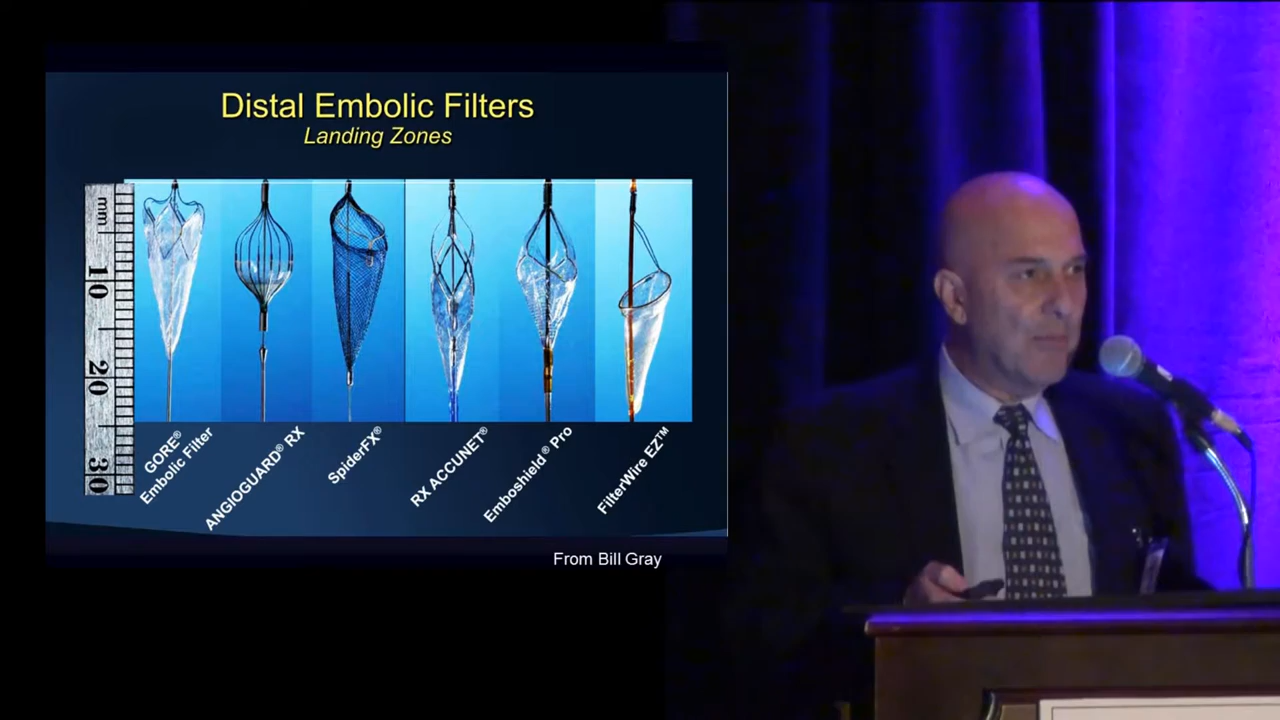 Distal Embolic Filters
Landing Zones
mm
10
20
30
GORE®
Embolic Filter
ANGIOGUARD® RX
SpiderFX®
RX ACCUNET®
Emboshield® Pro
FilterWire EZ™
From Bill Gray